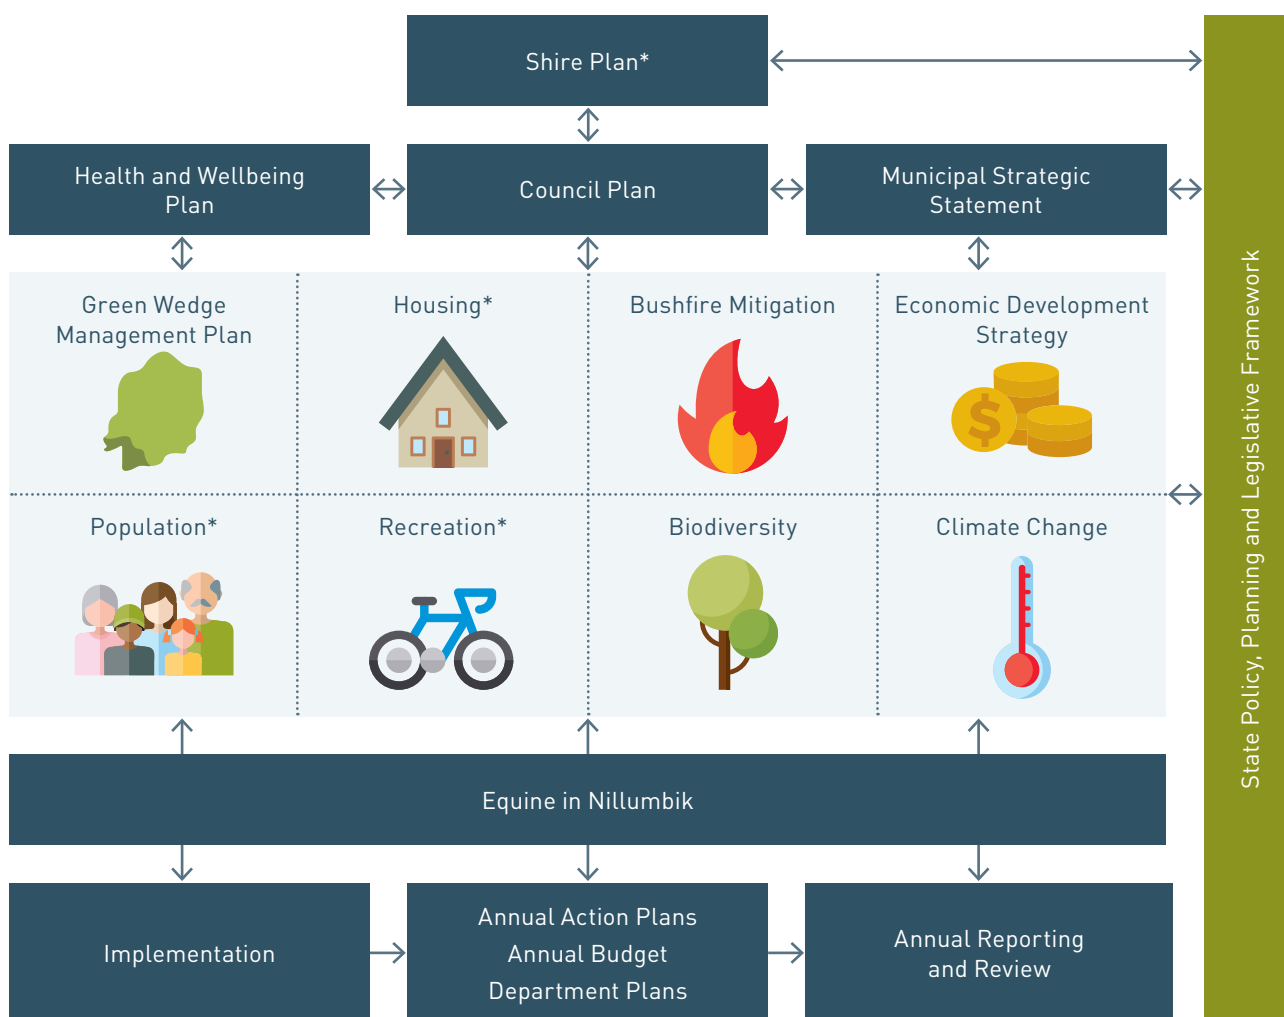 Shire Plan*
Health and Wellbeing
Plan
Council Plan
Municipal Strategic
Statement
Green Wedge
Management Plan
Housing*
Bushfire Mitigation
Economic Development
Strategy
$
Population*
Recreation*
Biodiversity
Climate Change
Equine in Nillumbik
Implementation
Annual Action Plans
Annual Budget
Department Plans
Annual Reporting
and Review
State Policy, Planning and Legislative Framework